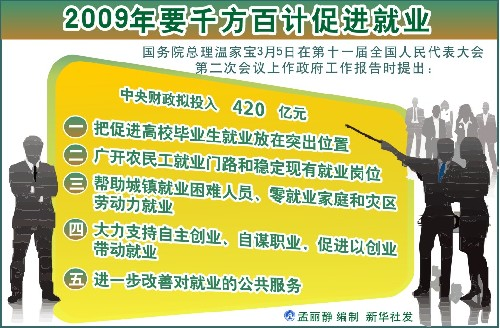 2009年要千方百计促进就业
国务院总理温家宝3月5日在第十一届全国人民代表大会
第二次会议上作政府工作报告时提出：
中央财政拟投入 420 亿元
一 把促进高校毕业生就业放在突出位置
二 广开农民工就业门路和稳定现有就业岗位
三 帮助城镇就业困难人员、零就业家庭和灾区
劳动力就业
四 大力支持自主创业、自谋职业，促进以创业
带动就业
五 进一步改善对就业的公共服务
孟丽静 编制 新华社发